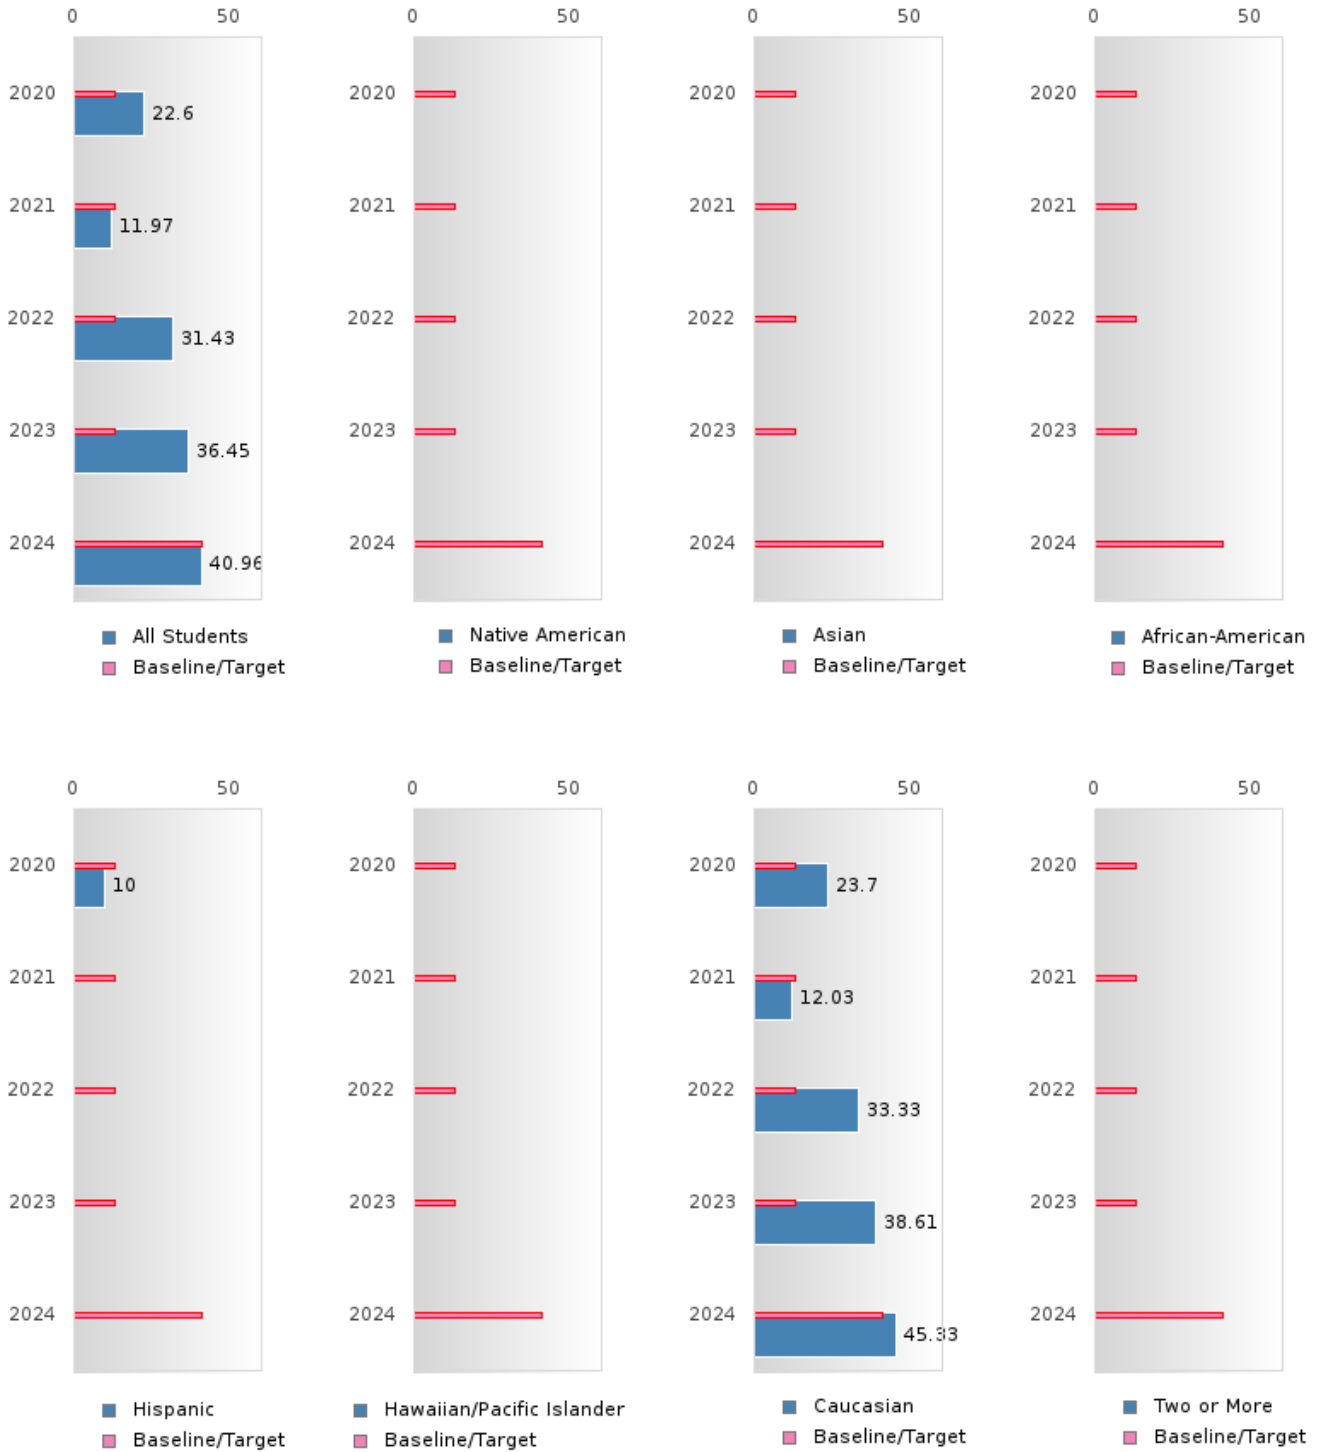 0 50 0 50 0 50 0 50
2020 22.6 2020 2020 2020
2021 11.97 2021 2021 2021
2022 31.43 2022 2022 2022
2023 36.45 2023 2023 2023
2024 40.96 2024 2024 2024
All Students Native American Asian African-American
Baseline/Target Baseline/Target Baseline/Target Baseline/Target
0 50 0 50 0 50 0 50
2020 10 2020 2020 23.7 2020
2021 2021 2021 12.03 2021
2022 2022 2022 33.33 2022
2023 2023 2023 38.61 2023
2024 2024 2024 45.33 2024
Hispanic Hawaiian/Pacific Islander Caucasian Two or More
Baseline/Target Baseline/Target Baseline/Target Baseline/Target